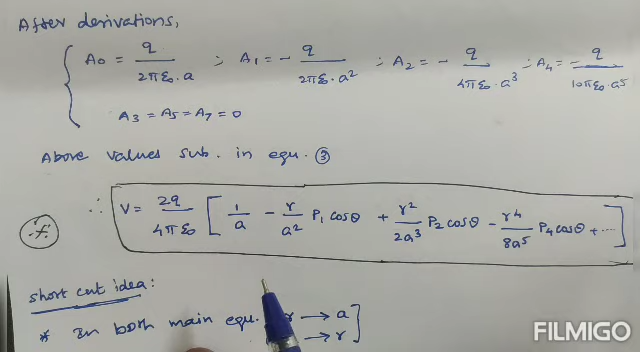 After derivations,
A₀ = q / 2πε₀.a ; A₁ = - q / 2πε₀.a² ; A₂ = - q / 4πε₀.a³ ; A₄ = - q / 10πε₀.a⁵
A₃ = A₅ = A₇ = 0
Above values sub. in equ. ③
∴ V = 2q / 4πε₀ [ 1/a - r/a² P₁ cosθ + r²/2a³ P₂ cosθ - r⁴/8a⁵ P₄ cosθ + ... ]
f.
short cut idea:
* In both main equ. r → a ]
→ r
FILMIGO